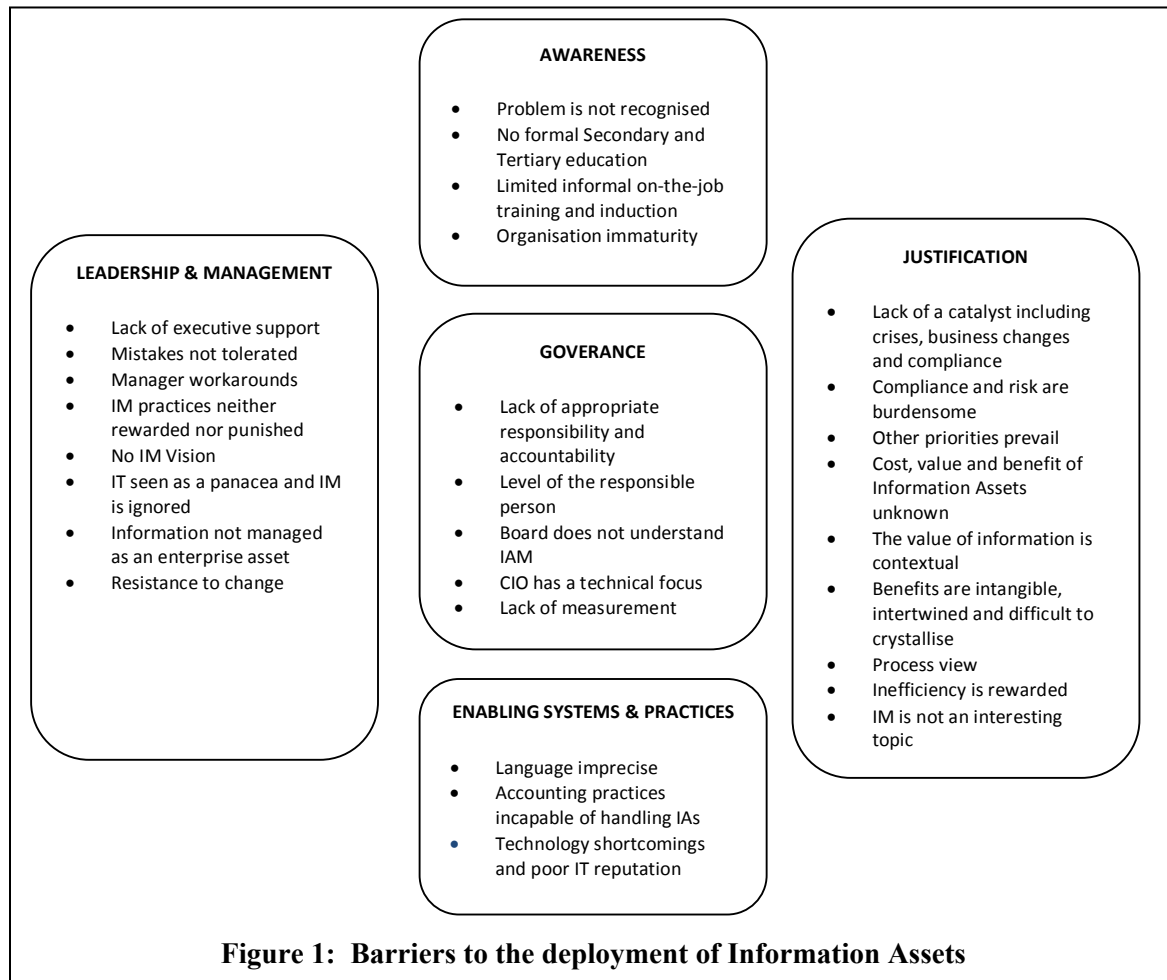 AWARENESS
• Problem is not recognised
• No formal Secondary and
Tertiary education
• Limited informal on-the-job
training and induction
• Organisation immaturity
LEADERSHIP & MANAGEMENT
• Lack of executive support
• Mistakes not tolerated
• Manager workarounds
• IM practices neither
rewarded nor punished
• No IM Vision
• IT seen as a panacea and IM
is ignored
• Information not managed
as an enterprise asset
• Resistance to change
GOVERANCE
• Lack of appropriate
responsibility and
accountability
• Level of the responsible
person
• Board does not understand
IAM
• CIO has a technical focus
• Lack of measurement
JUSTIFICATION
• Lack of a catalyst including
crises, business changes
and compliance
• Compliance and risk are
burdensome
• Other priorities prevail
• Cost, value and benefit of
Information Assets
unknown
• The value of information is
contextual
• Benefits are intangible,
intertwined and difficult to
crystallise
• Process view
• Inefficiency is rewarded
• IM is not an interesting
topic
ENABLING SYSTEMS & PRACTICES
• Language imprecise
• Accounting practices
incapable of handling IAs
• Technology shortcomings
and poor IT reputation
Figure 1: Barriers to the deployment of Information Assets